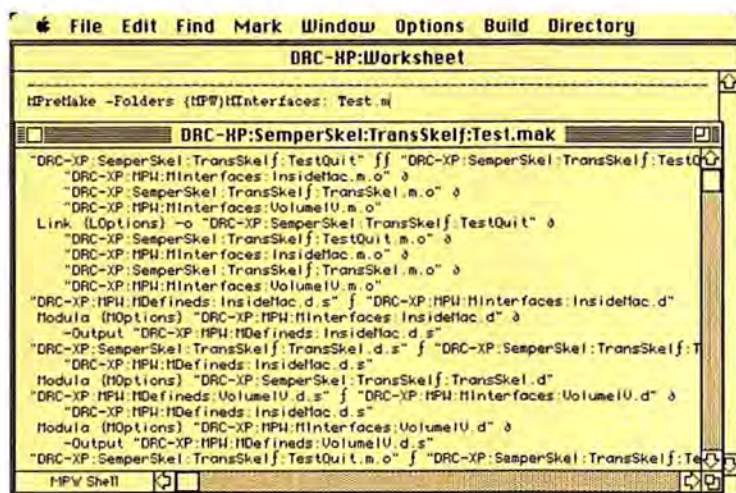 File Edit Find Mark Window Options Build Directory
DRC-XP:Worksheet
MPreMake -Folders {MPW}MInterfaces: Test.m
DRC-XP:SemperSkel:TransSkelƒ:Test.mak
"DRC-XP:SemperSkel:TransSkelƒ:TestQuit" ƒƒ "DRC-XP:SemperSkel:TransSkelƒ:TestQ
"DRC-XP:MPW:MInterfaces:InsideMac.m.o" ∂
"DRC-XP:SemperSkel:TransSkelƒ:TransSkel.m.o" ∂
"DRC-XP:MPW:MInterfaces:VolumeIV.m.o"
Link {LOptions} -o "DRC-XP:SemperSkel:TransSkelƒ:TestQuit" ∂
"DRC-XP:SemperSkel:TransSkelƒ:TestQuit.m.o" ∂
"DRC-XP:MPW:MInterfaces:InsideMac.m.o" ∂
"DRC-XP:SemperSkel:TransSkelƒ:TransSkel.m.o" ∂
"DRC-XP:MPW:MInterfaces:VolumeIV.m.o"
"DRC-XP:MPW:MDefineds:InsideMac.d.s" ƒ "DRC-XP:MPW:MInterfaces:InsideMac.d"
Modula {MOptions} "DRC-XP:MPW:MInterfaces:InsideMac.d" ∂
-Output "DRC-XP:MPW:MDefineds:InsideMac.d.s"
"DRC-XP:SemperSkel:TransSkelƒ:TransSkel.d.s" ƒ "DRC-XP:SemperSkel:TransSkelƒ:T
"DRC-XP:MPW:MDefineds:InsideMac.d.s"
Modula {MOptions} "DRC-XP:SemperSkel:TransSkelƒ:TransSkel.d"
"DRC-XP:MPW:MDefineds:VolumeIV.d.s" ƒ "DRC-XP:MPW:MInterfaces:VolumeIV.d" ∂
"DRC-XP:MPW:MDefineds:InsideMac.d.s"
Modula {MOptions} "DRC-XP:MPW:MInterfaces:VolumeIV.d" ∂
-Output "DRC-XP:MPW:MDefineds:VolumeIV.d.s"
"DRC-XP:SemperSkel:TransSkelƒ:TestQuit.m.o" ƒ "DRC-XP:SemperSkel:TransSkelƒ:Te
MPW Shell